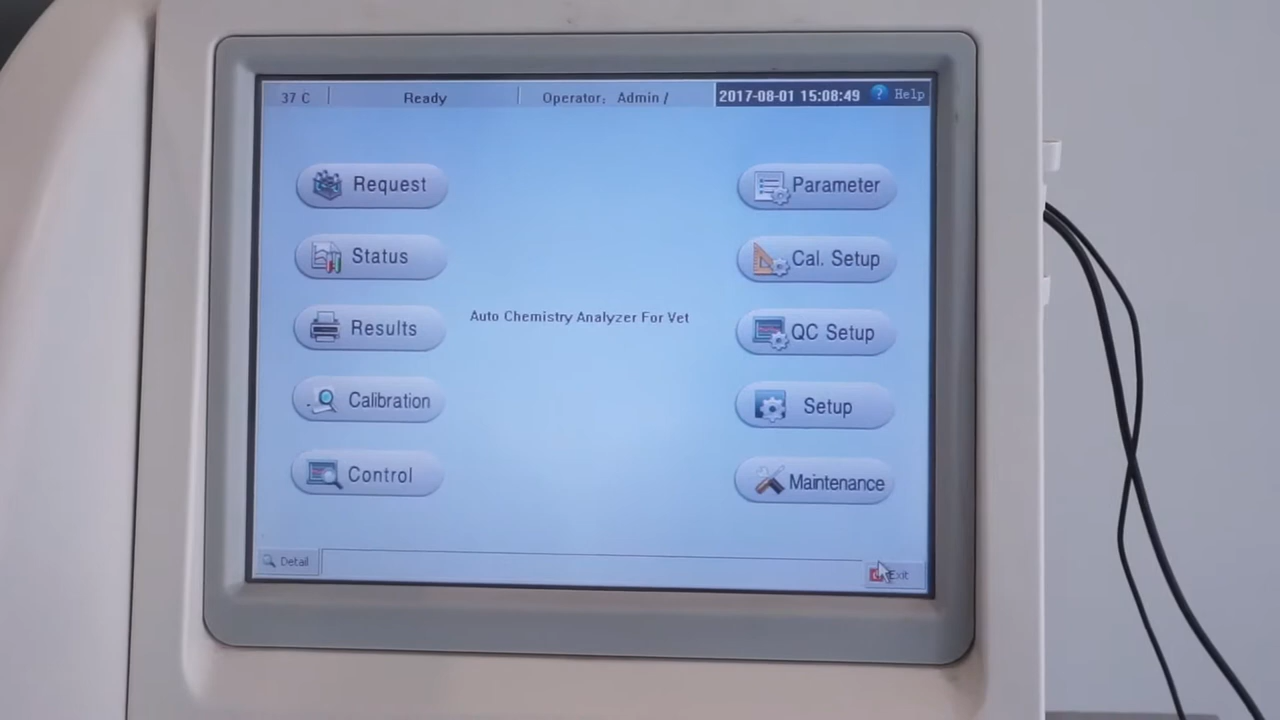 37 C Ready Operator: Admin / 2017-08-01 15:08:49 ? Help
Request Parameter
Status Cal. Setup
Results Auto Chemistry Analyzer For Vet QC Setup
Calibration Setup
Control Maintenance
Detail Exit